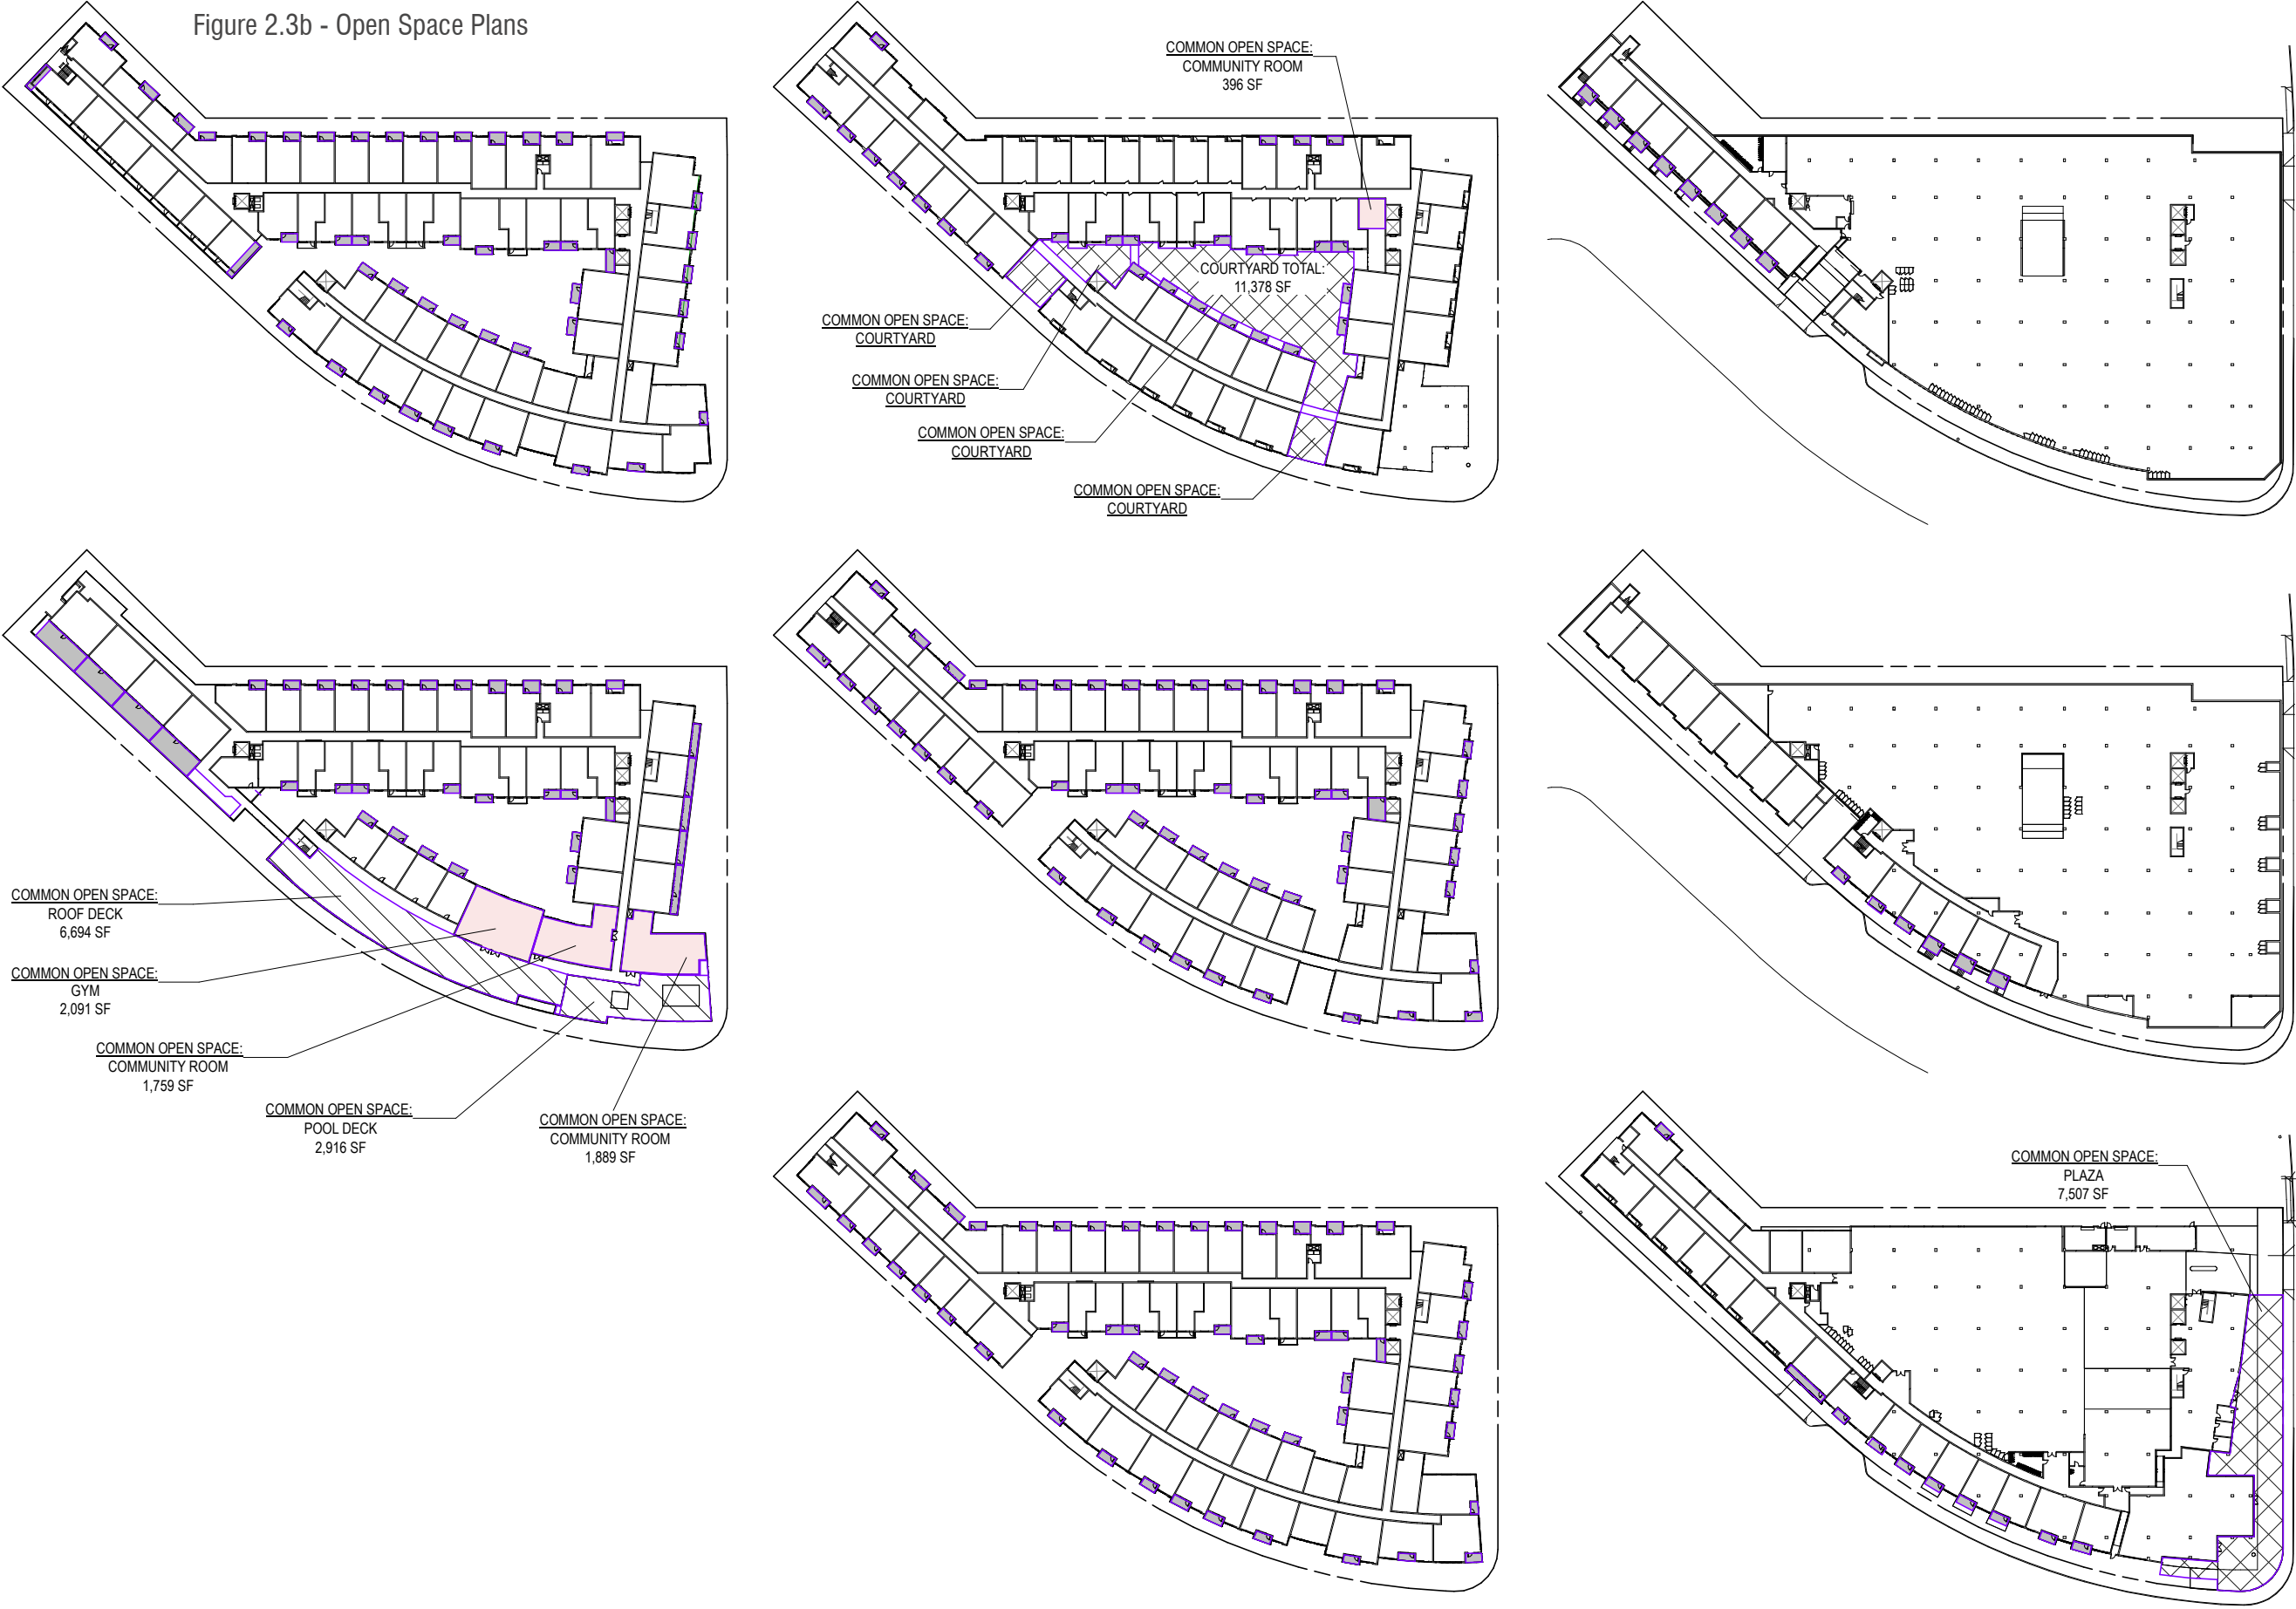 Figure 2.3b - Open Space Plans
COMMON OPEN SPACE:
COMMUNITY ROOM
396 SF
COURTYARD TOTAL:
11,378 SF
COMMON OPEN SPACE:
COURTYARD
COMMON OPEN SPACE:
COURTYARD
COMMON OPEN SPACE:
COURTYARD
COMMON OPEN SPACE:
COURTYARD
COMMON OPEN SPACE:
ROOF DECK
6,694 SF
COMMON OPEN SPACE:
GYM
2,091 SF
COMMON OPEN SPACE:
COMMUNITY ROOM
1,759 SF
COMMON OPEN SPACE:
POOL DECK
2,916 SF
COMMON OPEN SPACE:
COMMUNITY ROOM
1,889 SF
COMMON OPEN SPACE:
PLAZA
7,507 SF